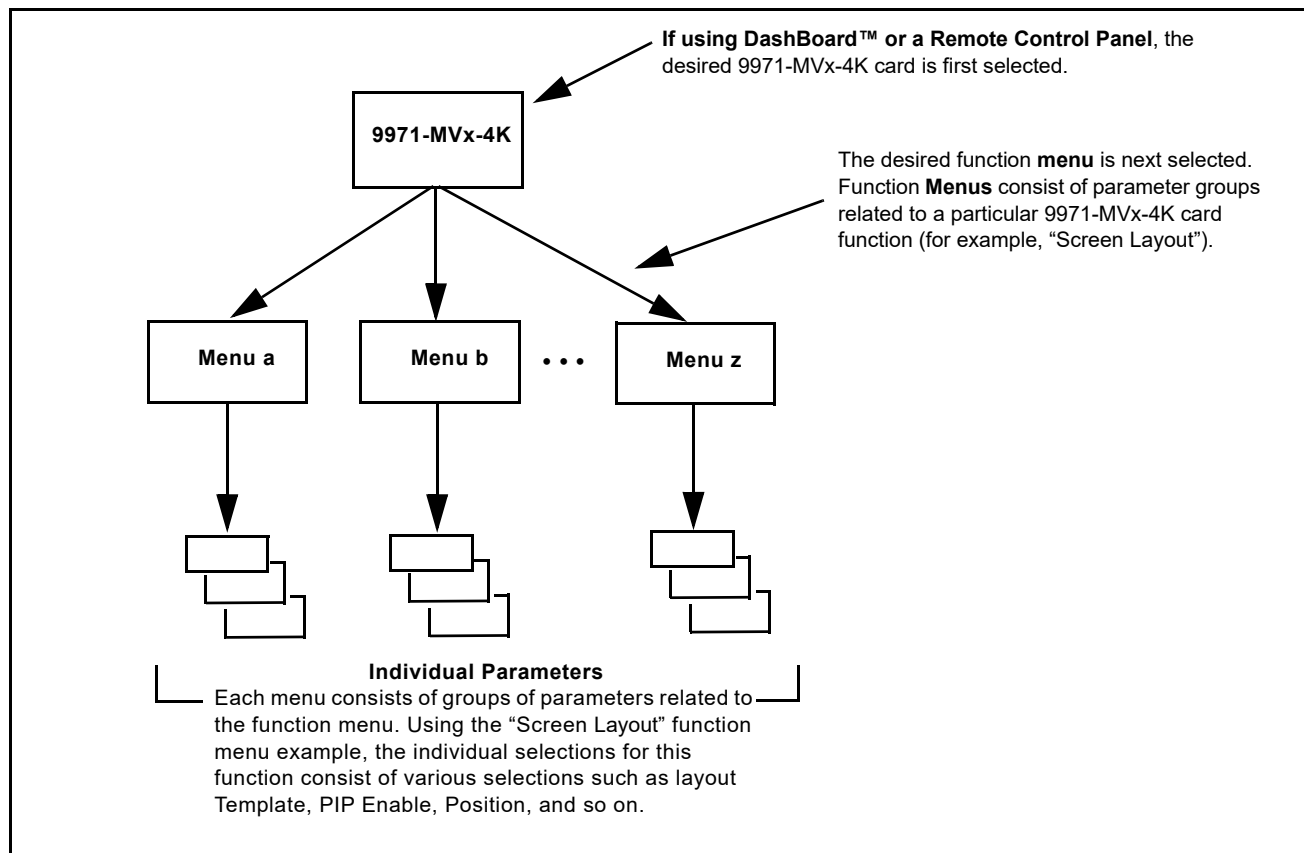 If using DashBoard™ or a Remote Control Panel, the
desired 9971-MVx-4K card is first selected.
9971-MVx-4K
The desired function menu is next selected.
Function Menus consist of parameter groups
related to a particular 9971-MVx-4K card
function (for example, “Screen Layout”).
Menu a
Menu b
• • •
Menu z
Individual Parameters
Each menu consists of groups of parameters related to
the function menu. Using the “Screen Layout” function
menu example, the individual selections for this
function consist of various selections such as layout
Template, PIP Enable, Position, and so on.